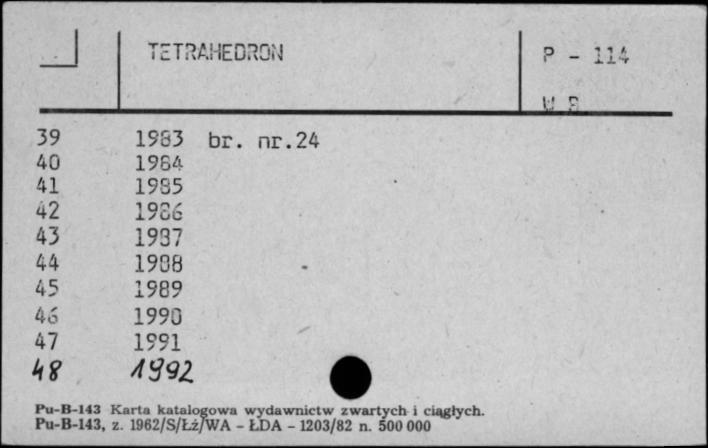 TETRAHEDRON P - 114
W B
39 1983 br. nr.24
40 1984
41 1985
42 1986
43 1987
44 1988
45 1989
46 1990
47 1991
48 1992
Pu-B-143 Karta katalogowa wydawnictw zwartych i ciągłych.
Pu-B-143, z. 1962/S/Łż/WA - ŁDA - 1203/82 n. 500 000